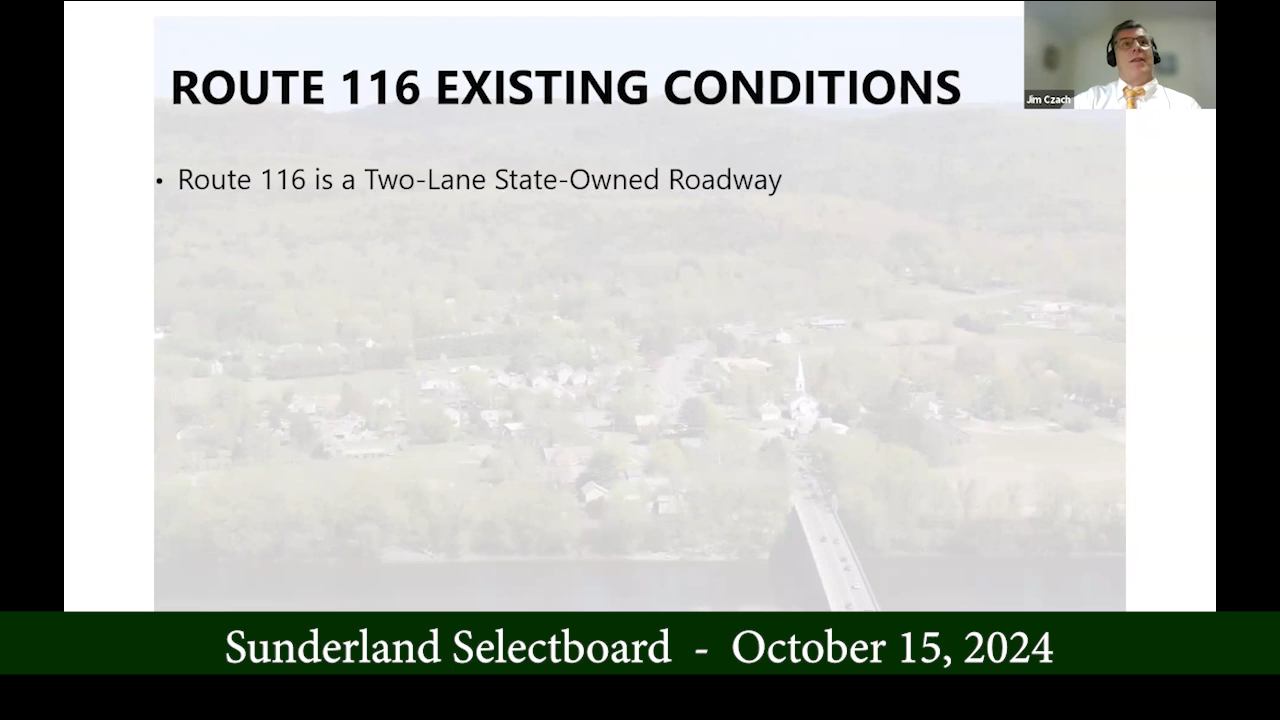 ROUTE 116 EXISTING CONDITIONS
Jim Czach
• Route 116 is a Two-Lane State-Owned Roadway
Sunderland Selectboard - October 15, 2024